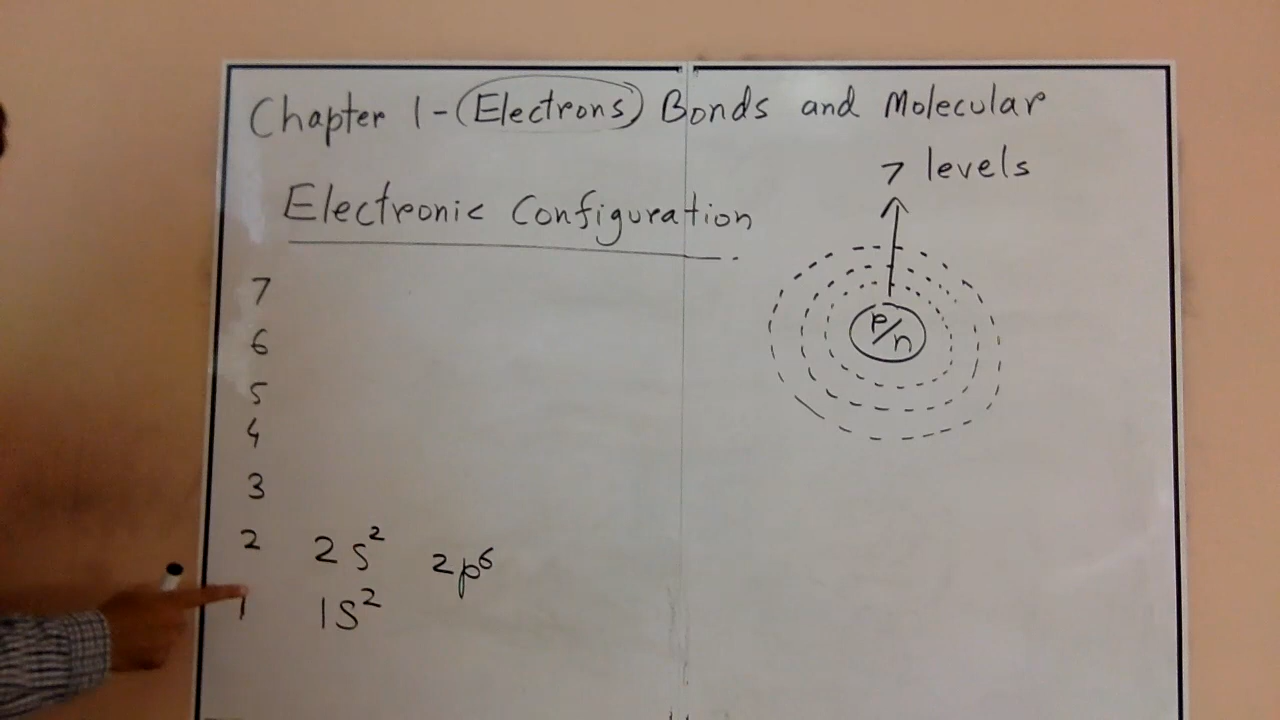 Chapter 1 - (Electrons) Bonds and Molecular
7 levels
Electronic Configuration
P/n
7
6
5
4
3
2 2s² 2p⁶
1 1S²